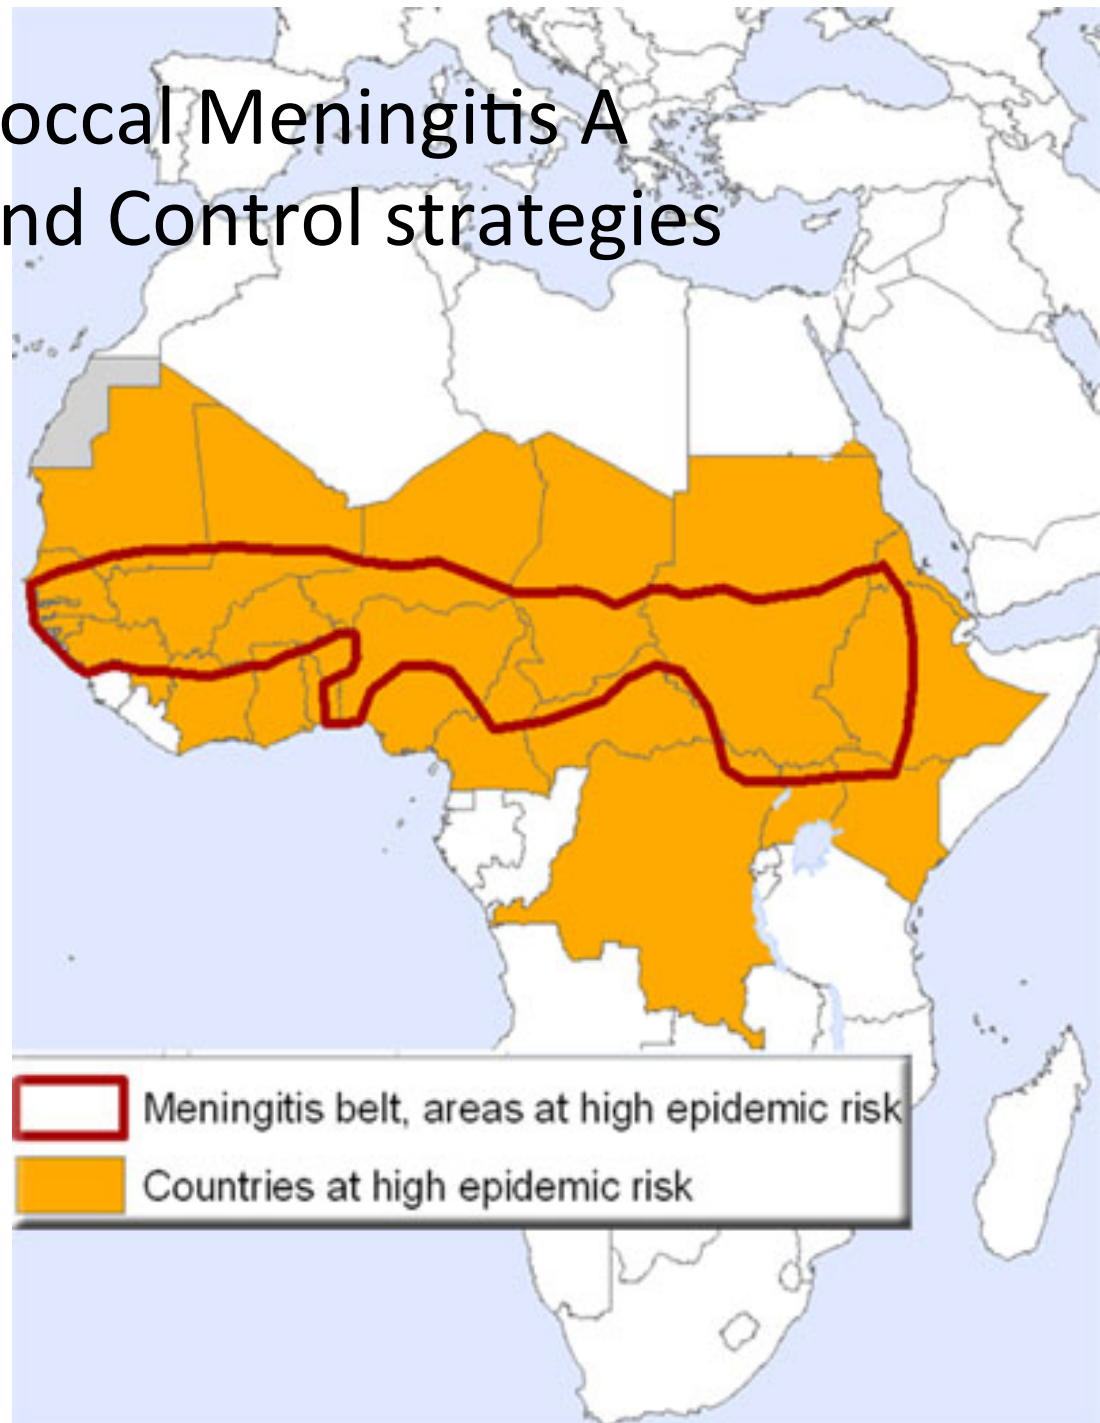 occal Meningitis A
nd Control strategies
Meningitis belt, areas at high epidemic risk
Countries at high epidemic risk